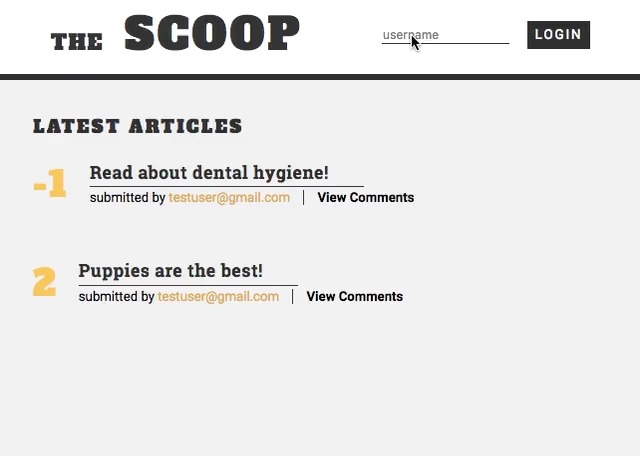 THE SCOOP
username
LOGIN
LATEST ARTICLES
-1
Read about dental hygiene!
submitted by testuser@gmail.com | View Comments
2
Puppies are the best!
submitted by testuser@gmail.com | View Comments